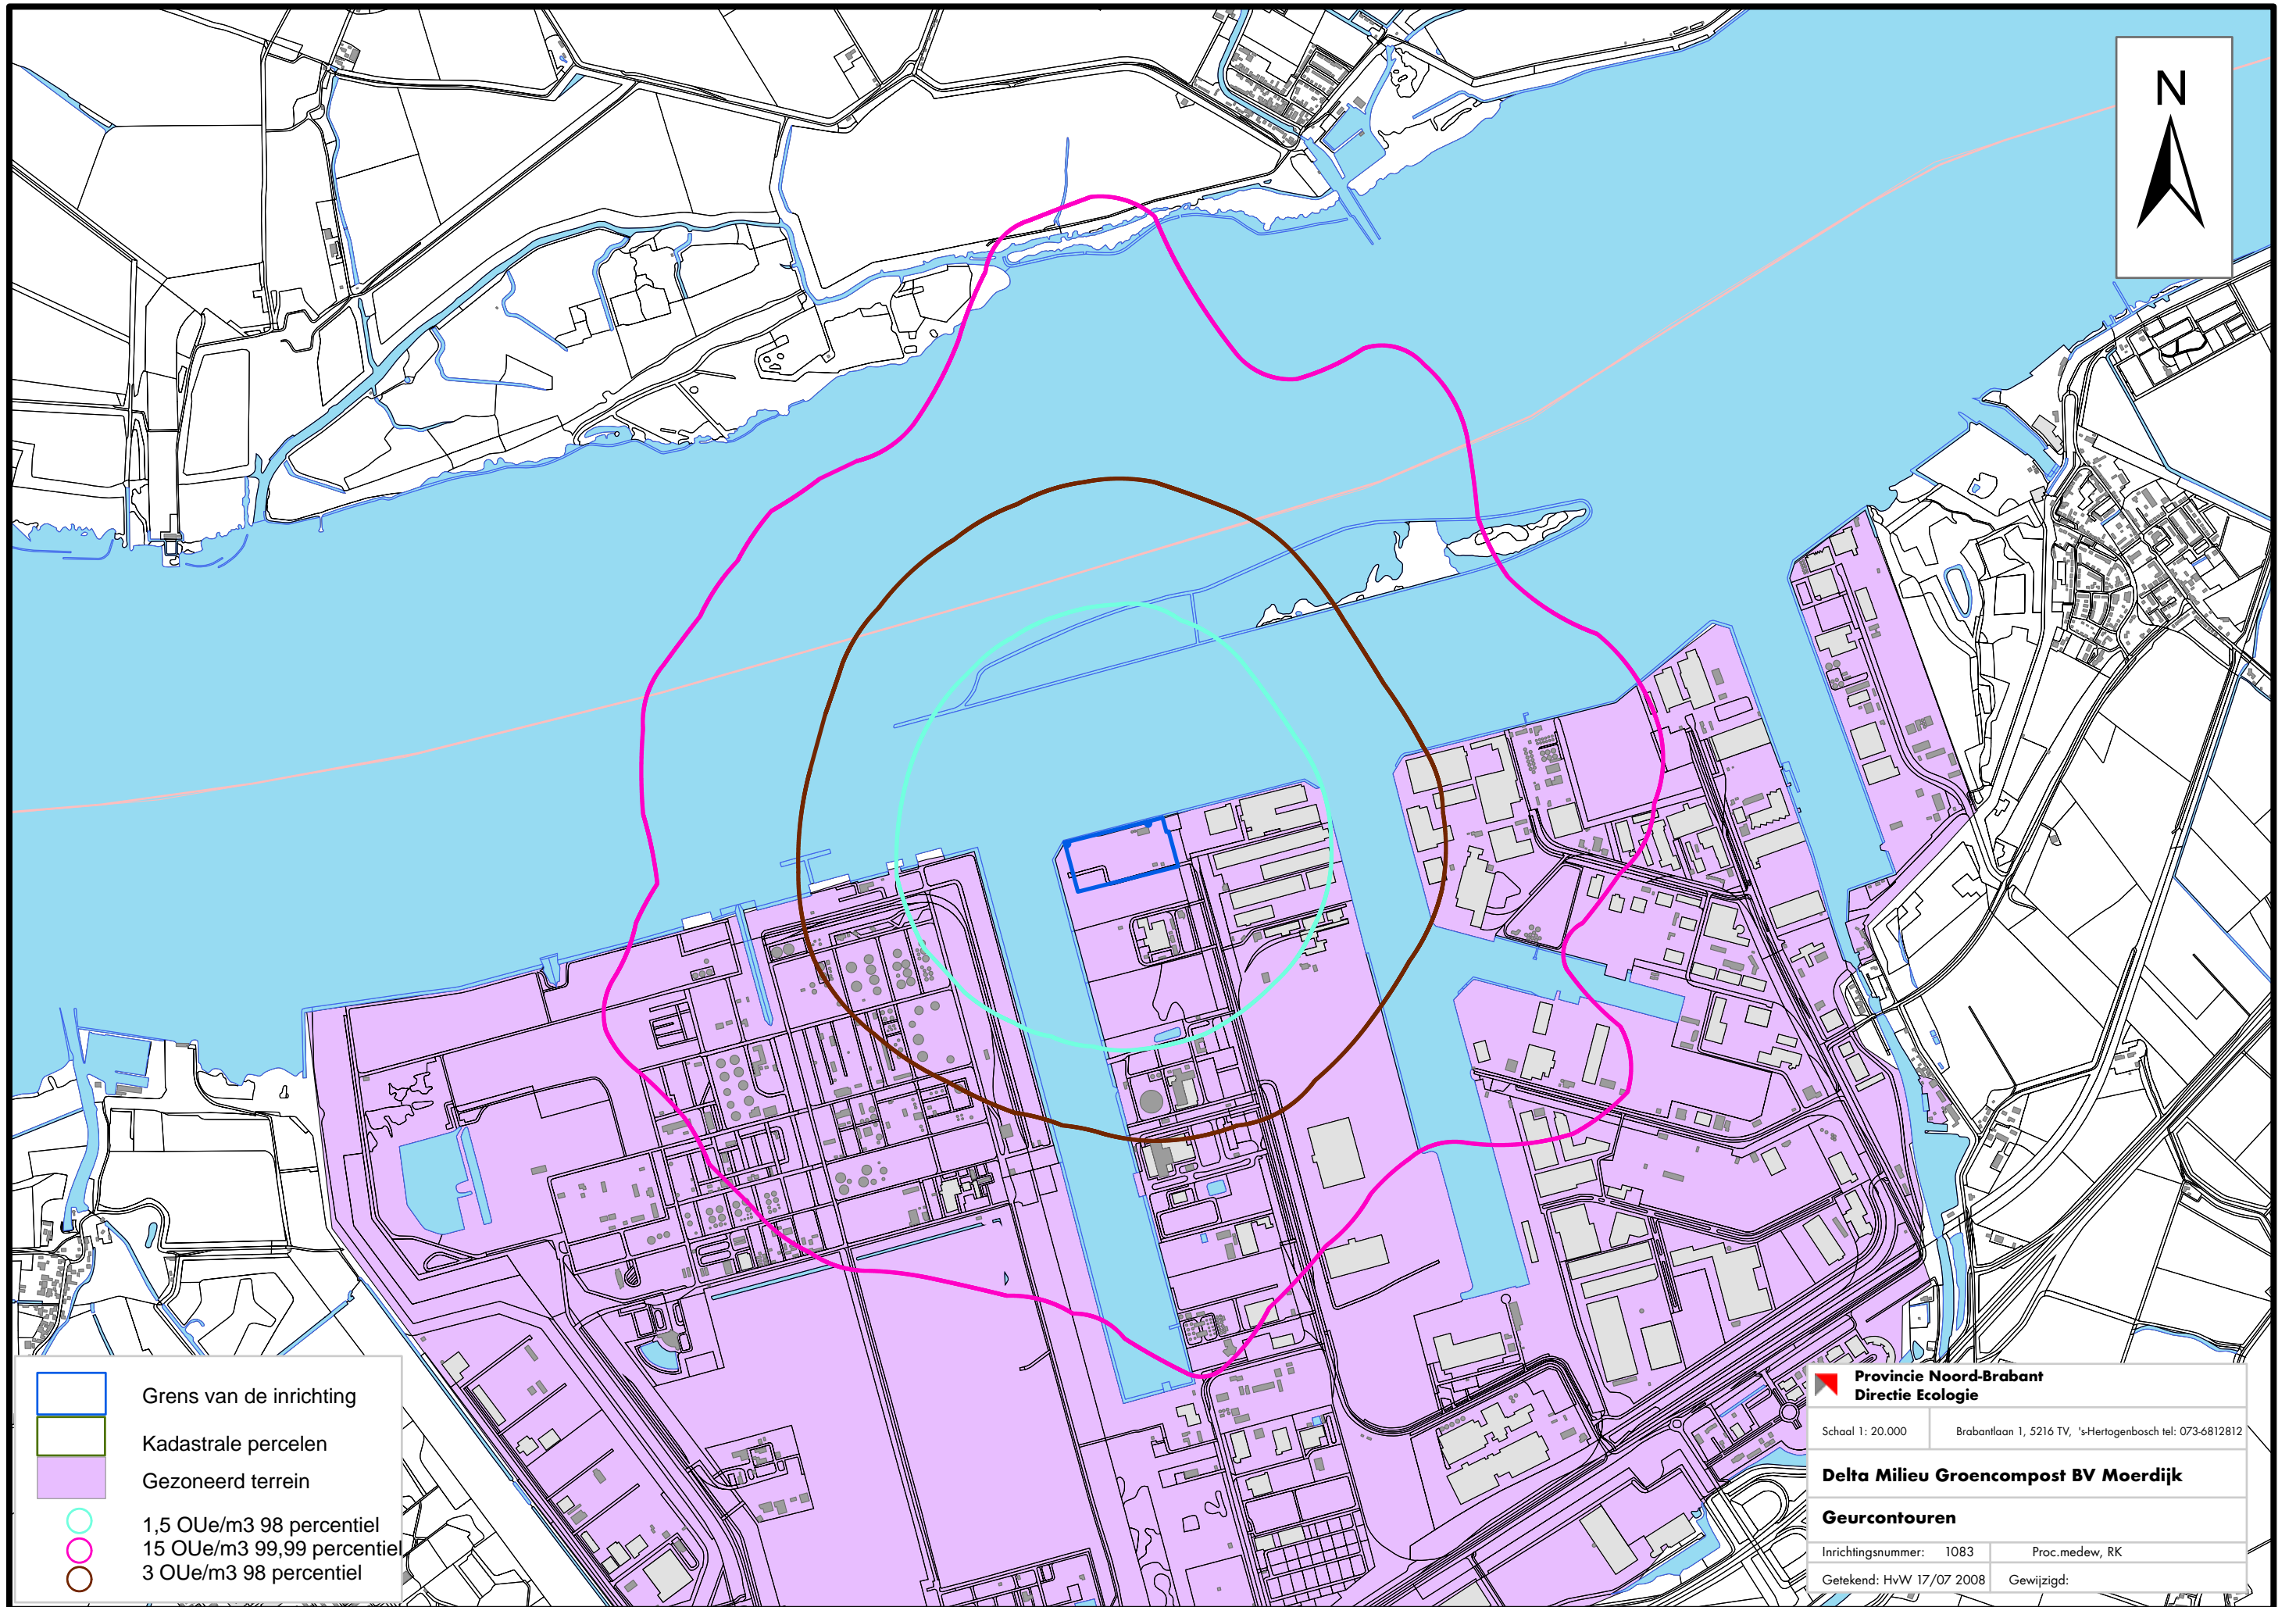 N
Grens van de inrichting
Kadastrale percelen
Gezoneerd terrein
1,5 OUe/m3 98 percentiel
15 OUe/m3 99,99 percentiel
3 OUe/m3 98 percentiel
Provincie Noord-Brabant
Directie Ecologie
Schaal 1: 20.000 Brabantlaan 1, 5216 TV, 's-Hertogenbosch tel: 073-6812812
Delta Milieu Groencompost BV Moerdijk
Geurcontouren
Inrichtingsnummer: 1083 Proc.medew, RK
Getekend: HvW 17/07 2008 Gewijzigd: